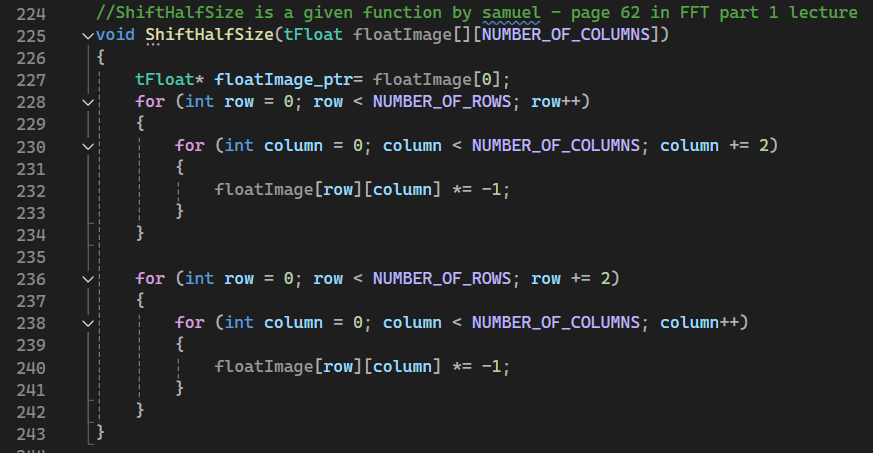 224 //ShiftHalfSize is a given function by samuel - page 62 in FFT part 1 lecture
225 void ShiftHalfSize(tFloat floatImage[][NUMBER_OF_COLUMNS])
226 {
227 tFloat* floatImage_ptr= floatImage[0];
228 for (int row = 0; row < NUMBER_OF_ROWS; row++)
229 {
230 for (int column = 0; column < NUMBER_OF_COLUMNS; column += 2)
231 {
232 floatImage[row][column] *= -1;
233 }
234 }
235
236 for (int row = 0; row < NUMBER_OF_ROWS; row += 2)
237 {
238 for (int column = 0; column < NUMBER_OF_COLUMNS; column++)
239 {
240 floatImage[row][column] *= -1;
241 }
242 }
243 }